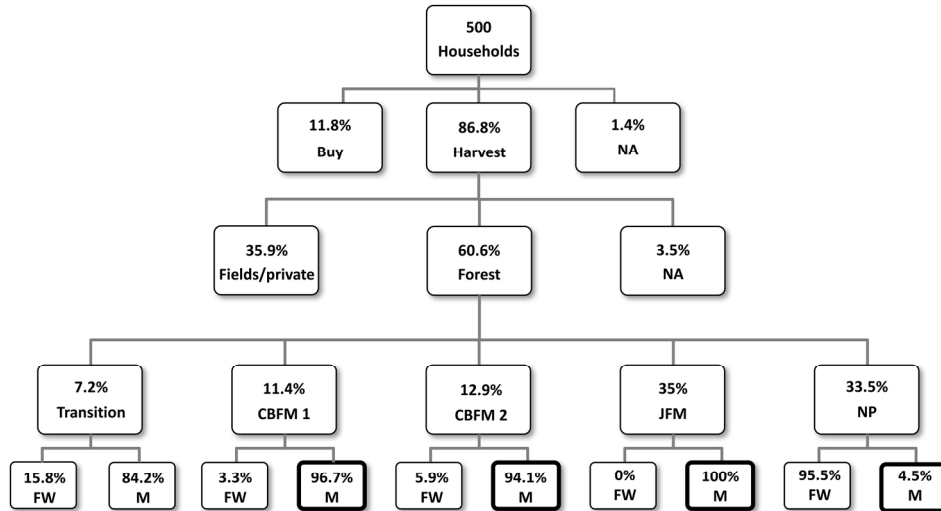 500
Households
11.8%
Buy
86.8%
Harvest
1.4%
NA
35.9%
Fields/private
60.6%
Forest
3.5%
NA
7.2%
Transition
11.4%
CBFM 1
12.9%
CBFM 2
35%
JFM
33.5%
NP
15.8%
FW
84.2%
M
3.3%
FW
96.7%
M
5.9%
FW
94.1%
M
0%
FW
100%
M
95.5%
FW
4.5%
M